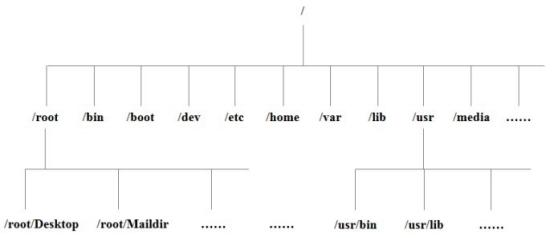 /
/root /bin /boot /dev /etc /home /var /lib /usr /media ……
/root/Desktop /root/Maildir …… …… /usr/bin /usr/lib ……